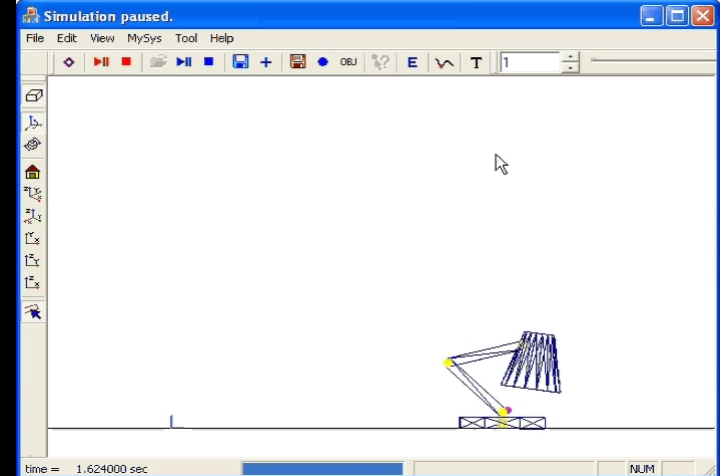 Simulation paused.
File Edit View MySys Tool Help
OBJ E T 1
time = 1.624000 sec NUM